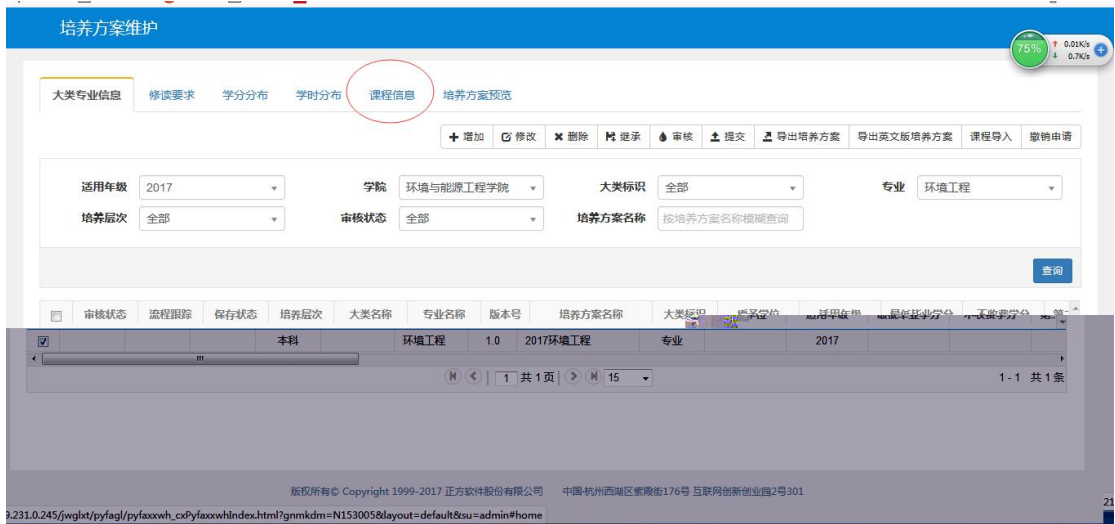 培养方案维护
75%
0.01K/s
0.7K/s
大类专业信息 修读要求 学分分布 学时分布 课程信息 培养方案预览
增加 修改 删除 继承 审核 提交 导出培养方案 导出英文版培养方案 课程导入 撤销申请
适用年级 2017 学院 环境与能源工程学院 大类标识 全部 专业 环境工程
培养层次 全部 审核状态 全部 培养方案名称 按培养方案名称模糊查询
查询
审核状态 流程跟踪 保存状态 培养层次 大类名称 专业名称 版本号 培养方案名称 大类标识 授予学位 适用年级 最低毕业学分
本科 环境工程 1.0 2017环境工程 专业 2017
1 共1页 15 1 - 1 共1条
版权所有© Copyright 1999-2017 正方软件股份有限公司 中国·杭州西湖区紫霞街176号 互联网创新创业园2号301
21
9.231.0.245/jwglxt/pyfagl/pyfaxxwh_cxPyfaxxwhIndex.html?gnmkdm=N153005&layout=default&su=admin#home